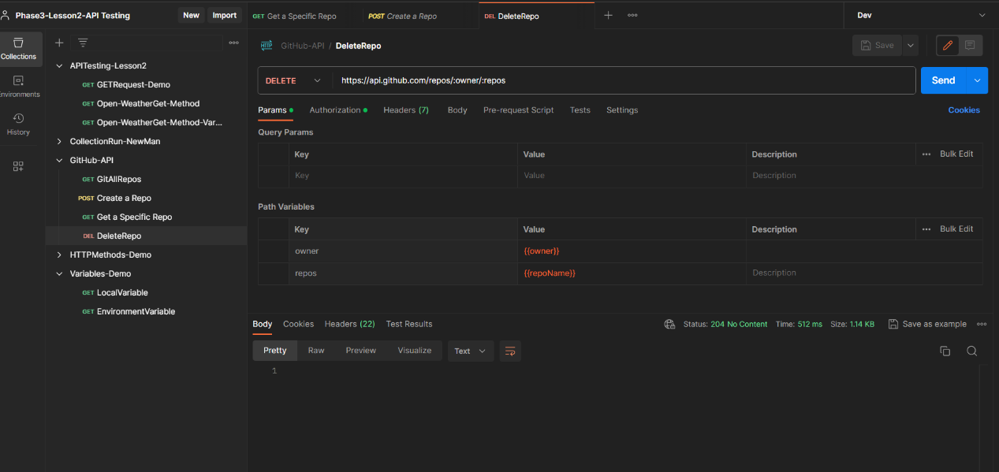 Phase3-Lesson2-API Testing New Import GET Get a Specific Repo POST Create a Repo DEL DeleteRepo Dev
Collections
Environments
History
APITesting-Lesson2
GET GETRequest-Demo
GET Open-WeatherGet-Method
GET Open-WeatherGet-Method-Var...
CollectionRun-NewMan
GitHub-API
GET GitAllRepos
POST Create a Repo
GET Get a Specific Repo
DEL DeleteRepo
HTTPMethods-Demo
Variables-Demo
GET LocalVariable
GET EnvironmentVariable
HTTP GitHub-API / DeleteRepo Save
DELETE https://api.github.com/repos/:owner/:repos Send
Params Authorization Headers (7) Body Pre-request Script Tests Settings Cookies
Query Params
Key Value Description Bulk Edit
Key Value Description
Path Variables
Key Value Description Bulk Edit
owner {{owner}}
repos {{repoName}} Description
Body Cookies Headers (22) Test Results Status: 204 No Content Time: 512 ms Size: 1.14 KB Save as example
Pretty Raw Preview Visualize Text
1